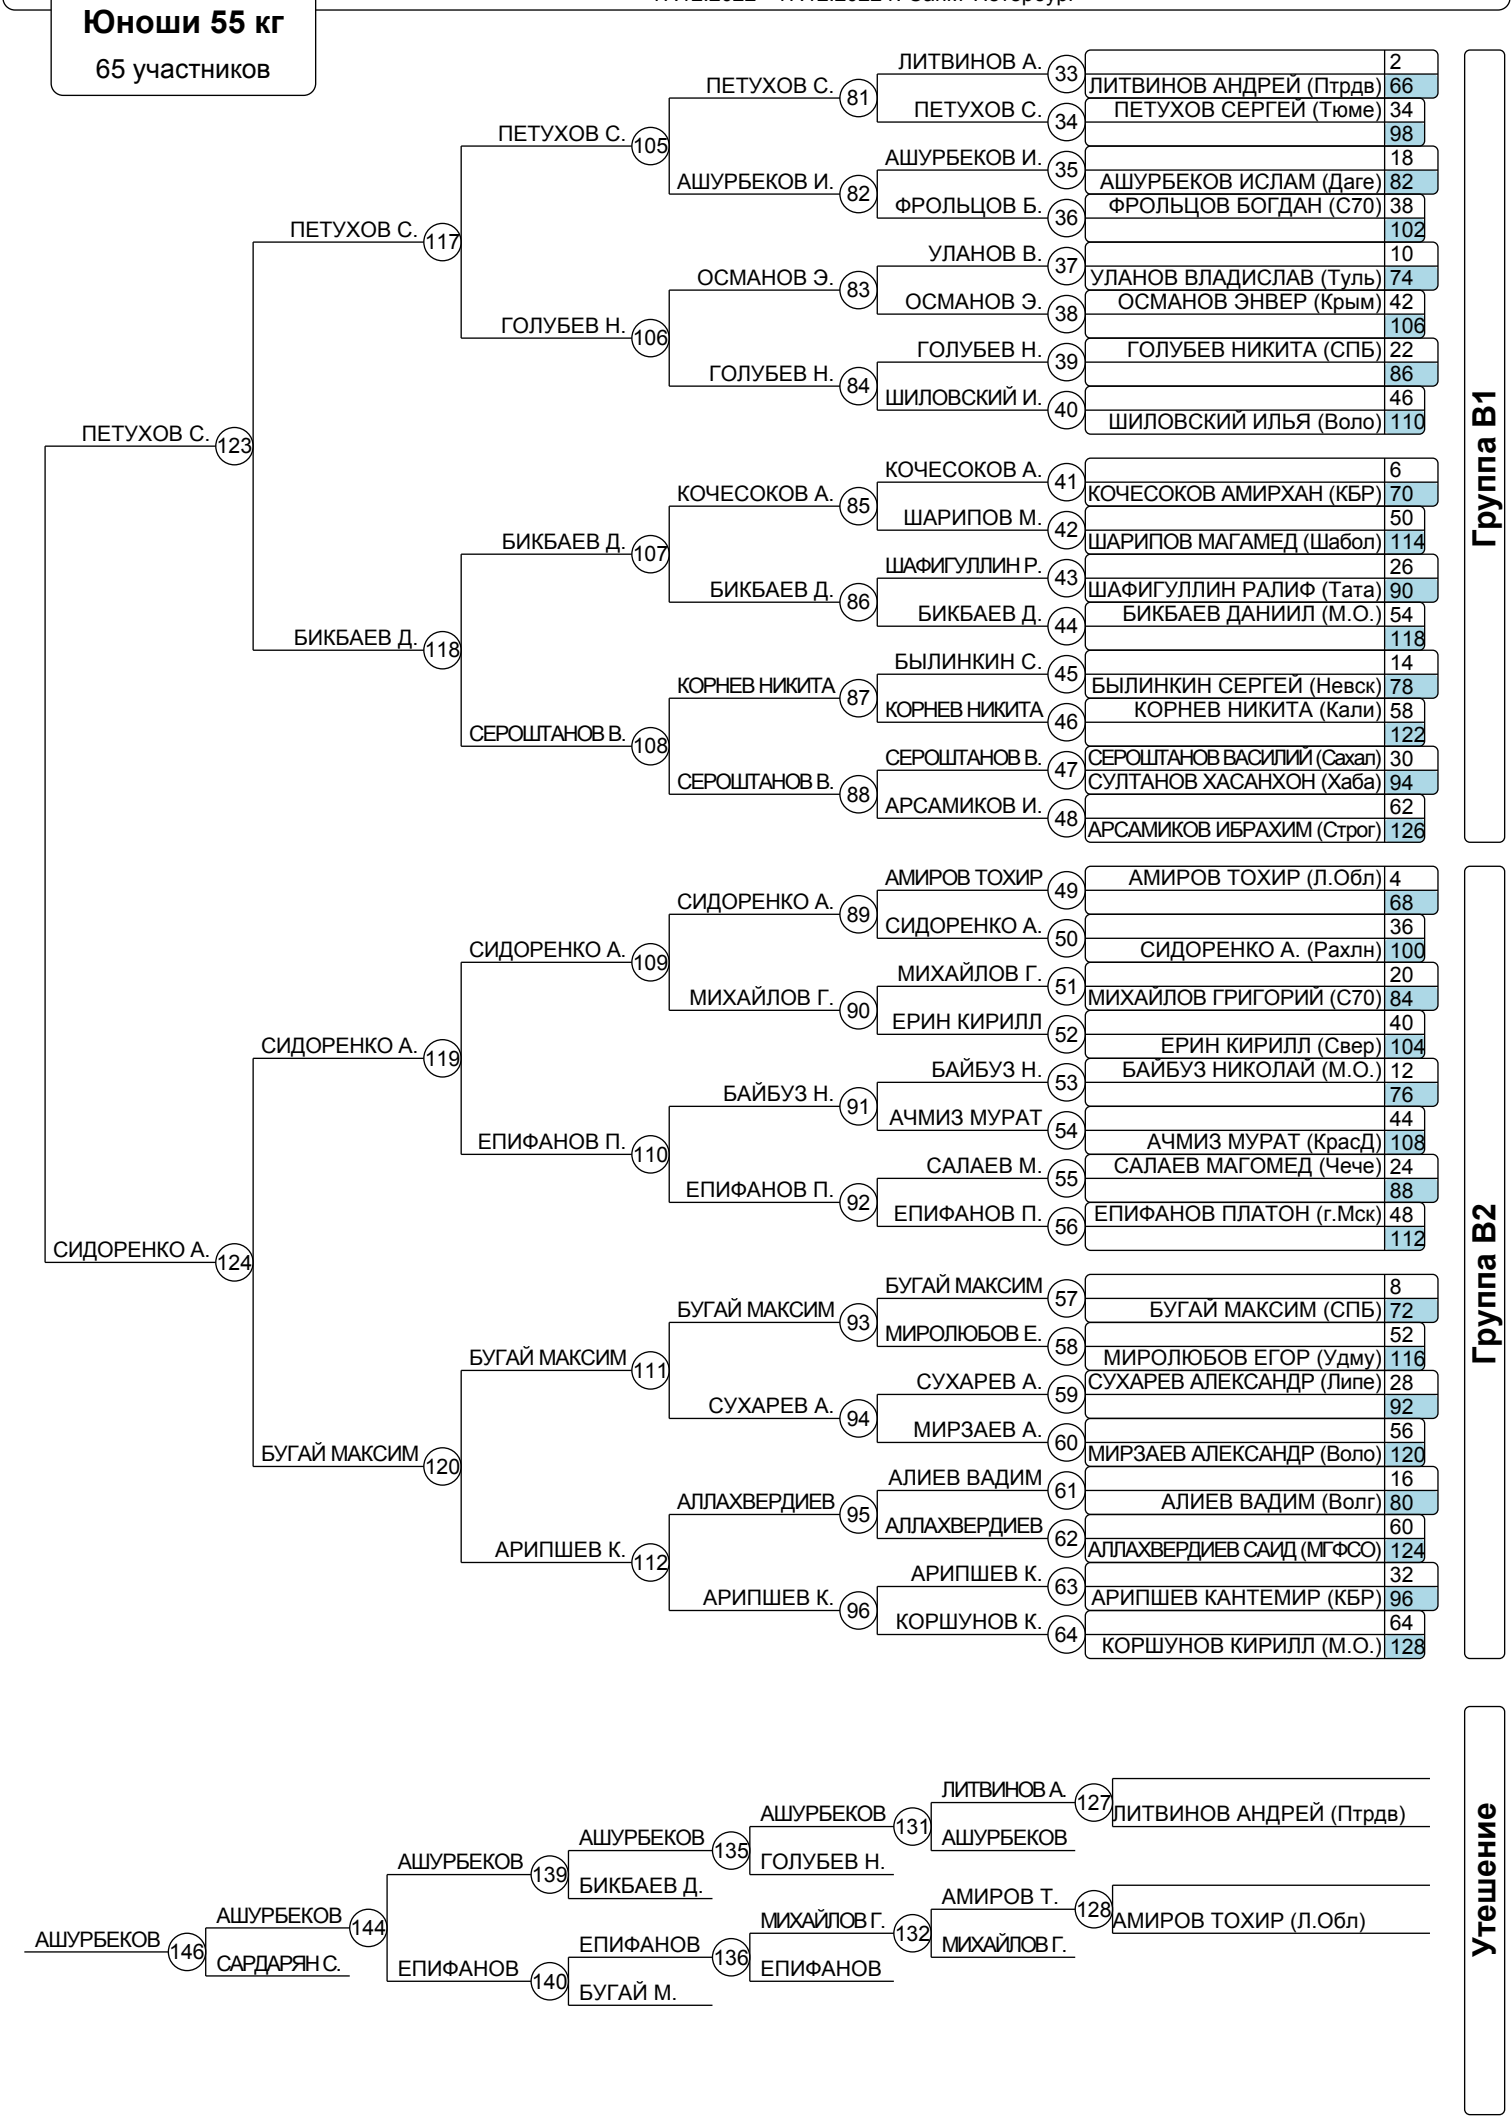 Юноши 55 кг
65 участников
ЛИТВИНОВ А.
33
2
ЛИТВИНОВ АНДРЕЙ (Птрдв) 66
ПЕТУХОВ С.
81
ПЕТУХОВ С.
34
ПЕТУХОВ СЕРГЕЙ (Тюме) 34
98
ПЕТУХОВ С.
105
АШУРБЕКОВ И.
35
18
АШУРБЕКОВ ИСЛАМ (Даге) 82
АШУРБЕКОВ И.
82
ФРОЛЬЦОВ Б.
36
ФРОЛЬЦОВ БОГДАН (С70) 38
102
ПЕТУХОВ С.
117
УЛАНОВ В.
37
10
УЛАНОВ ВЛАДИСЛАВ (Туль) 74
ОСМАНОВ Э.
83
ОСМАНОВ Э.
38
ОСМАНОВ ЭНВЕР (Крым) 42
106
ГОЛУБЕВ Н.
106
ГОЛУБЕВ Н.
39
ГОЛУБЕВ НИКИТА (СПБ) 22
86
ГОЛУБЕВ Н.
84
ШИЛОВСКИЙ И.
40
46
ШИЛОВСКИЙ ИЛЬЯ (Воло) 110
Группа B1
ПЕТУХОВ С.
123
КОЧЕСОКОВ А.
41
6
КОЧЕСОКОВ АМИРХАН (КБР) 70
КОЧЕСОКОВ А.
85
ШАРИПОВ М.
42
50
ШАРИПОВ МАГАМЕД (Шабол) 114
БИКБАЕВ Д.
107
ШАФИГУЛЛИН Р.
43
26
ШАФИГУЛЛИН РАЛИФ (Тата) 90
БИКБАЕВ Д.
86
БИКБАЕВ Д.
44
БИКБАЕВ ДАНИИЛ (М.О.) 54
118
БИКБАЕВ Д.
118
БЫЛИНКИН С.
45
14
БЫЛИНКИН СЕРГЕЙ (Невск) 78
КОРНЕВ НИКИТА
87
КОРНЕВ НИКИТА
46
КОРНЕВ НИКИТА (Кали) 58
122
СЕРОШТАНОВ В.
108
СЕРОШТАНОВ В.
47
СЕРОШТАНОВ ВАСИЛИЙ (Сахал) 30
СУЛТАНОВ ХАСАНХОН (Хаба) 94
СЕРОШТАНОВ В.
88
АРСАМИКОВ И.
48
62
АРСАМИКОВ ИБРАХИМ (Строг) 126
АМИРОВ ТОХИР
49
АМИРОВ ТОХИР (Л.Обл) 4
68
СИДОРЕНКО А.
89
СИДОРЕНКО А.
50
36
СИДОРЕНКО А. (Рахлн) 100
СИДОРЕНКО А.
109
МИХАЙЛОВ Г.
51
20
МИХАЙЛОВ ГРИГОРИЙ (С70) 84
МИХАЙЛОВ Г.
90
ЕРИН КИРИЛЛ
52
40
ЕРИН КИРИЛЛ (Свер) 104
СИДОРЕНКО А.
119
БАЙБУЗ Н.
53
БАЙБУЗ НИКОЛАЙ (М.О.) 12
76
БАЙБУЗ Н.
91
АЧМИЗ МУРАТ
54
44
АЧМИЗ МУРАТ (КрасД) 108
ЕПИФАНОВ П.
110
САЛАЕВ М.
55
САЛАЕВ МАГОМЕД (Чече) 24
88
ЕПИФАНОВ П.
92
ЕПИФАНОВ П.
56
ЕПИФАНОВ ПЛАТОН (г.Мск) 48
112
Группа B2
СИДОРЕНКО А.
124
БУГАЙ МАКСИМ
57
8
БУГАЙ МАКСИМ (СПБ) 72
БУГАЙ МАКСИМ
93
МИРОЛЮБОВ Е.
58
52
МИРОЛЮБОВ ЕГОР (Удму) 116
БУГАЙ МАКСИМ
111
СУХАРЕВ А.
59
СУХАРЕВ АЛЕКСАНДР (Липе) 28
92
СУХАРЕВ А.
94
МИРЗАЕВ А.
60
56
МИРЗАЕВ АЛЕКСАНДР (Воло) 120
БУГАЙ МАКСИМ
120
АЛИЕВ ВАДИМ
61
16
АЛИЕВ ВАДИМ (Волг) 80
АЛЛАХВЕРДИЕВ
95
АЛЛАХВЕРДИЕВ
62
60
АЛЛАХВЕРДИЕВ САИД (МГФСО) 124
АРИПШЕВ К.
112
АРИПШЕВ К.
63
32
АРИПШЕВ КАНТЕМИР (КБР) 96
АРИПШЕВ К.
96
КОРШУНОВ К.
64
64
КОРШУНОВ КИРИЛЛ (М.О.) 128
Утешение
ЛИТВИНОВ А.
127
ЛИТВИНОВ АНДРЕЙ (Птрдв)
АШУРБЕКОВ
131
АШУРБЕКОВ
АШУРБЕКОВ
135
ГОЛУБЕВ Н.
АШУРБЕКОВ
139
БИКБАЕВ Д.
АМИРОВ Т.
128
АМИРОВ ТОХИР (Л.Обл)
АШУРБЕКОВ
144
МИХАЙЛОВ Г.
132
МИХАЙЛОВ Г.
АШУРБЕКОВ
146
САРДАРЯН С.
ЕПИФАНОВ
136
ЕПИФАНОВ
ЕПИФАНОВ
140
БУГАЙ М.